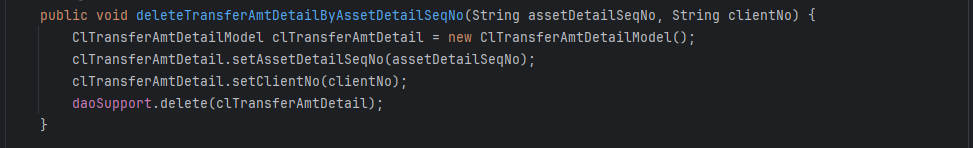 public void deleteTransferAmtDetailByAssetDetailSeqNo(String assetDetailSeqNo, String clientNo) {
    ClTransferAmtDetailModel clTransferAmtDetail = new ClTransferAmtDetailModel();
    clTransferAmtDetail.setAssetDetailSeqNo(assetDetailSeqNo);
    clTransferAmtDetail.setClientNo(clientNo);
    daoSupport.delete(clTransferAmtDetail);
}